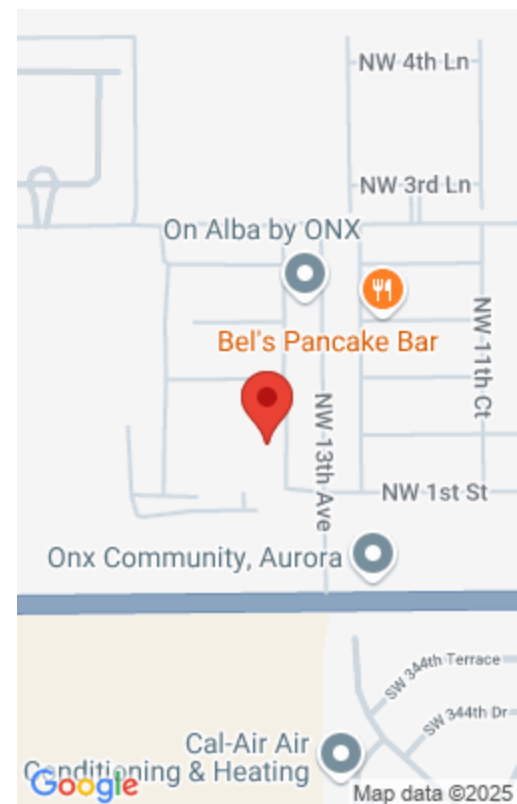 NW 4th Ln
NW 3rd Ln
On Alba by ONX
Bel's Pancake Bar
NW 11th Ct
NW 13th Ave
NW 1st St
Onx Community, Aurora
SW 344th Terrace
SW 344th Dr
Cal-Air Air
Conditioning & Heating
Google
Map data ©2025